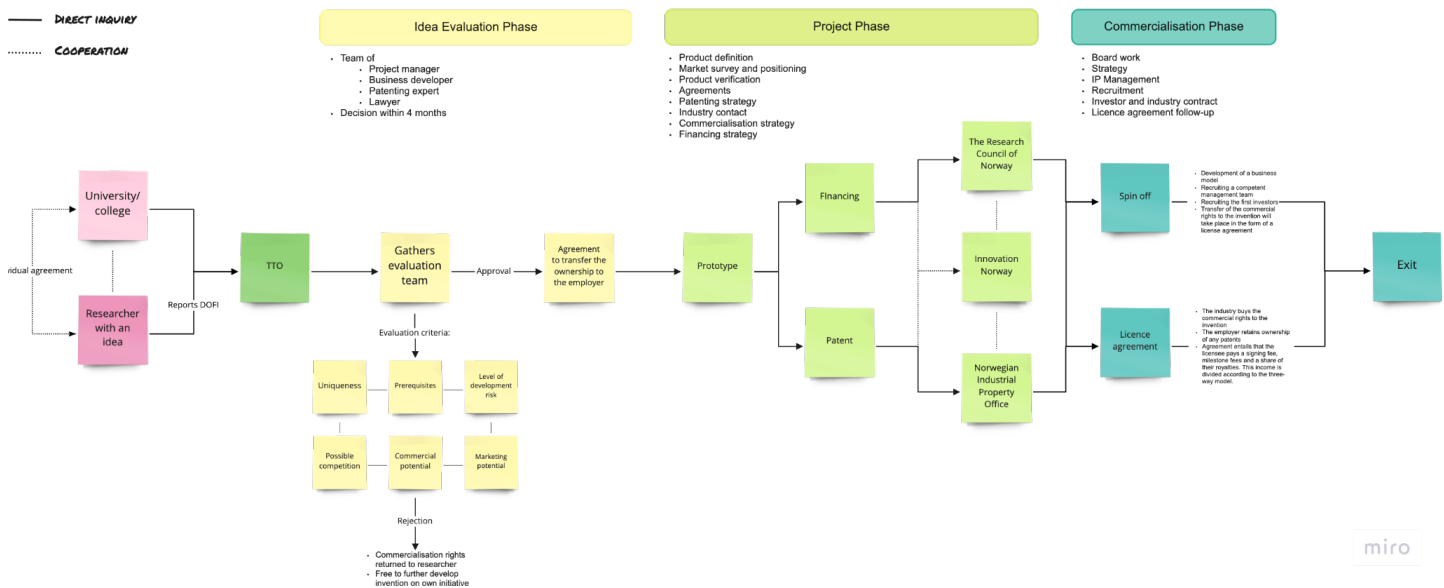 DIRECT INQUIRY
COOPERATION
Idea Evaluation Phase
Team of
Project manager
Business developer
Patenting expert
Lawyer
Decision within 4 months
Project Phase
Product definition
Market survey and positioning
Product verification
Agreements
Patenting strategy
Industry contact
Commercialisation strategy
Financing strategy
Commercialisation Phase
Board work
Strategy
IP Management
Recruitment
Investor and industry contract
Licence agreement follow-up
University/
college
vidual agreement
Researcher
with an
idea
Reports DOFI
TTO
Gathers
evaluation
team
Approval
Agreement
to transfer the
ownership to
the employer
Evaluation criteria:
Uniqueness
Prerequisites
Level of
development
risk
Possible
competition
Commercial
potential
Marketing
potential
Rejection
Commercialisation rights
returned to researcher
Free to further develop
invention on own initiative
Prototype
FInancing
Patent
The Research
Council of
Norway
Innovation
Norway
Norwegian
Industrial
Property
Office
Spin off
Development of a business
model
Recruiting a competent
management team
Recruiting the first investors
Transfer of the commercial
rights to the invention will
take place in the form of a
license agreement
Licence
agreement
The industry buys the
commercial rights to the
invention
The employer retains ownership
of any patents
Agreement entails that the
licensee pays a signing fee,
milestone fees and a share of
their royalties. This income is
divided according to the three-
way model.
Exit
miro